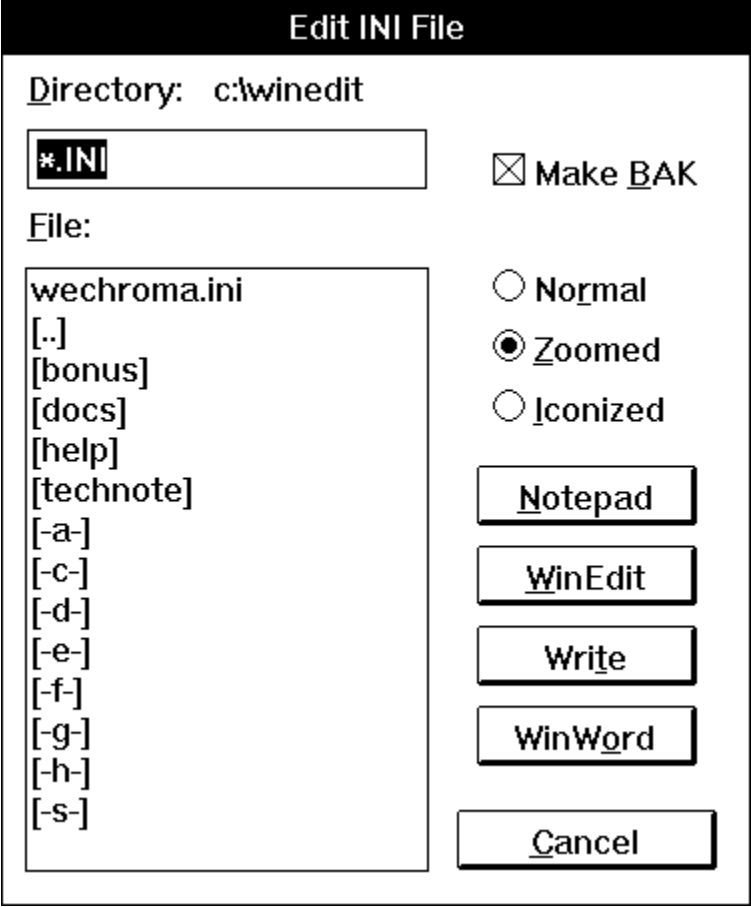 Edit INI File
Directory: c:\winedit
*.INI
Make BAK
File:
wechroma.ini
[..]
[bonus]
[docs]
[help]
[technote]
[-a-]
[-c-]
[-d-]
[-e-]
[-f-]
[-g-]
[-h-]
[-s-]
Normal
Zoomed
Iconized
Notepad
WinEdit
Write
WinWord
Cancel